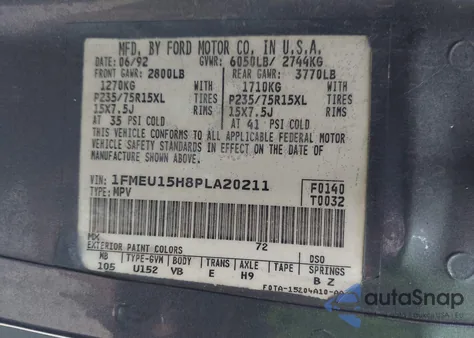 MFD. BY FORD MOTOR CO. IN U.S.A.
DATE: 06/92 GVWR: 6050LB/ 2744KG
FRONT GAWR: 2800LB REAR GAWR: 3770LB
1270KG WITH 1710KG WITH
P235/75R15XL TIRES P235/75R15XL TIRES
15X7.5J RIMS 15X7.5J RIMS
AT 35 PSI COLD AT 41 PSI COLD
THIS VEHICLE CONFORMS TO ALL APPLICABLE FEDERAL MOTOR
VEHICLE SAFETY STANDARDS IN EFFECT ON THE DATE OF
MANUFACTURE SHOWN ABOVE.
VIN: 1FMEU15H8PLA20211
TYPE: MPV
F0140
T0032
EXTERIOR PAINT COLORS 72 DSO
WB TYPE-GVW BODY TRANS AXLE TAPE SPRINGS
105 U152 VB E H9 B Z
F0TA-15204A10-AA
autoSnap